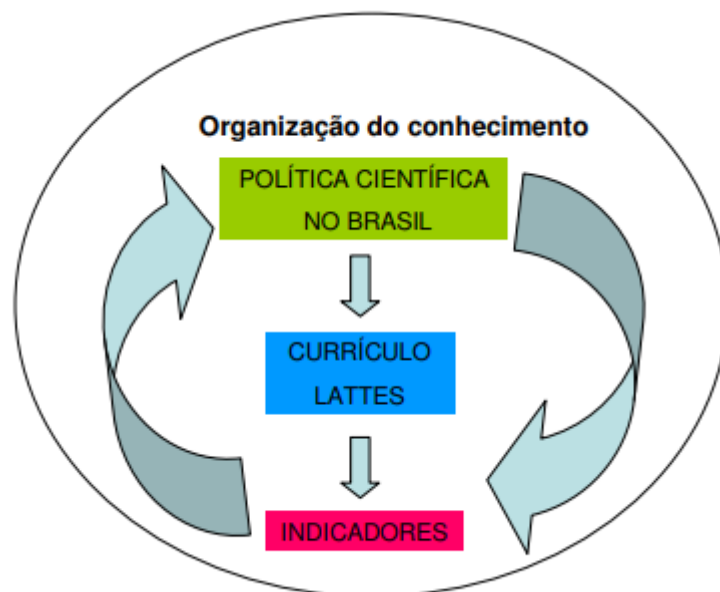 Organização do conhecimento
POLÍTICA CIENTÍFICA
NO BRASIL
CURRÍCULO
LATTES
INDICADORES